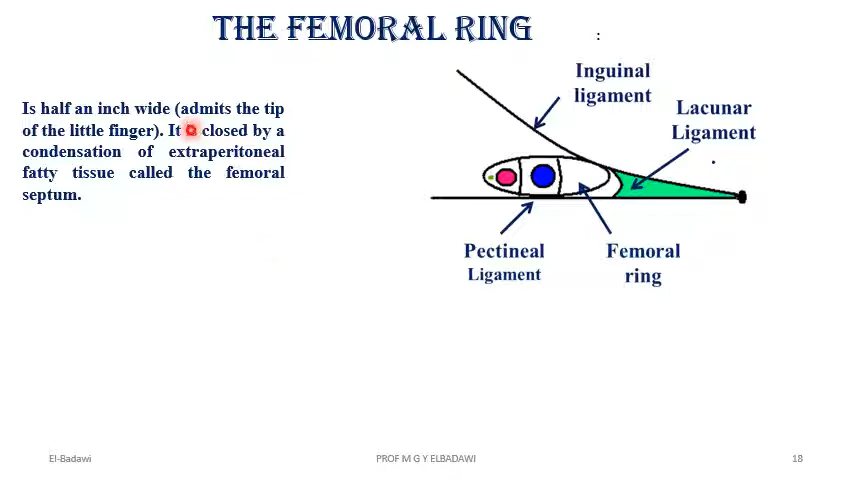 THE FEMORAL RING :
Is half an inch wide (admits the tip
of the little finger). It closed by a
condensation of extraperitoneal
fatty tissue called the femoral
septum.
Inguinal
ligament
Lacunar
Ligament
Pectineal
Ligament
Femoral
ring
El-Badawi
PROF M G Y ELBADAWI
18